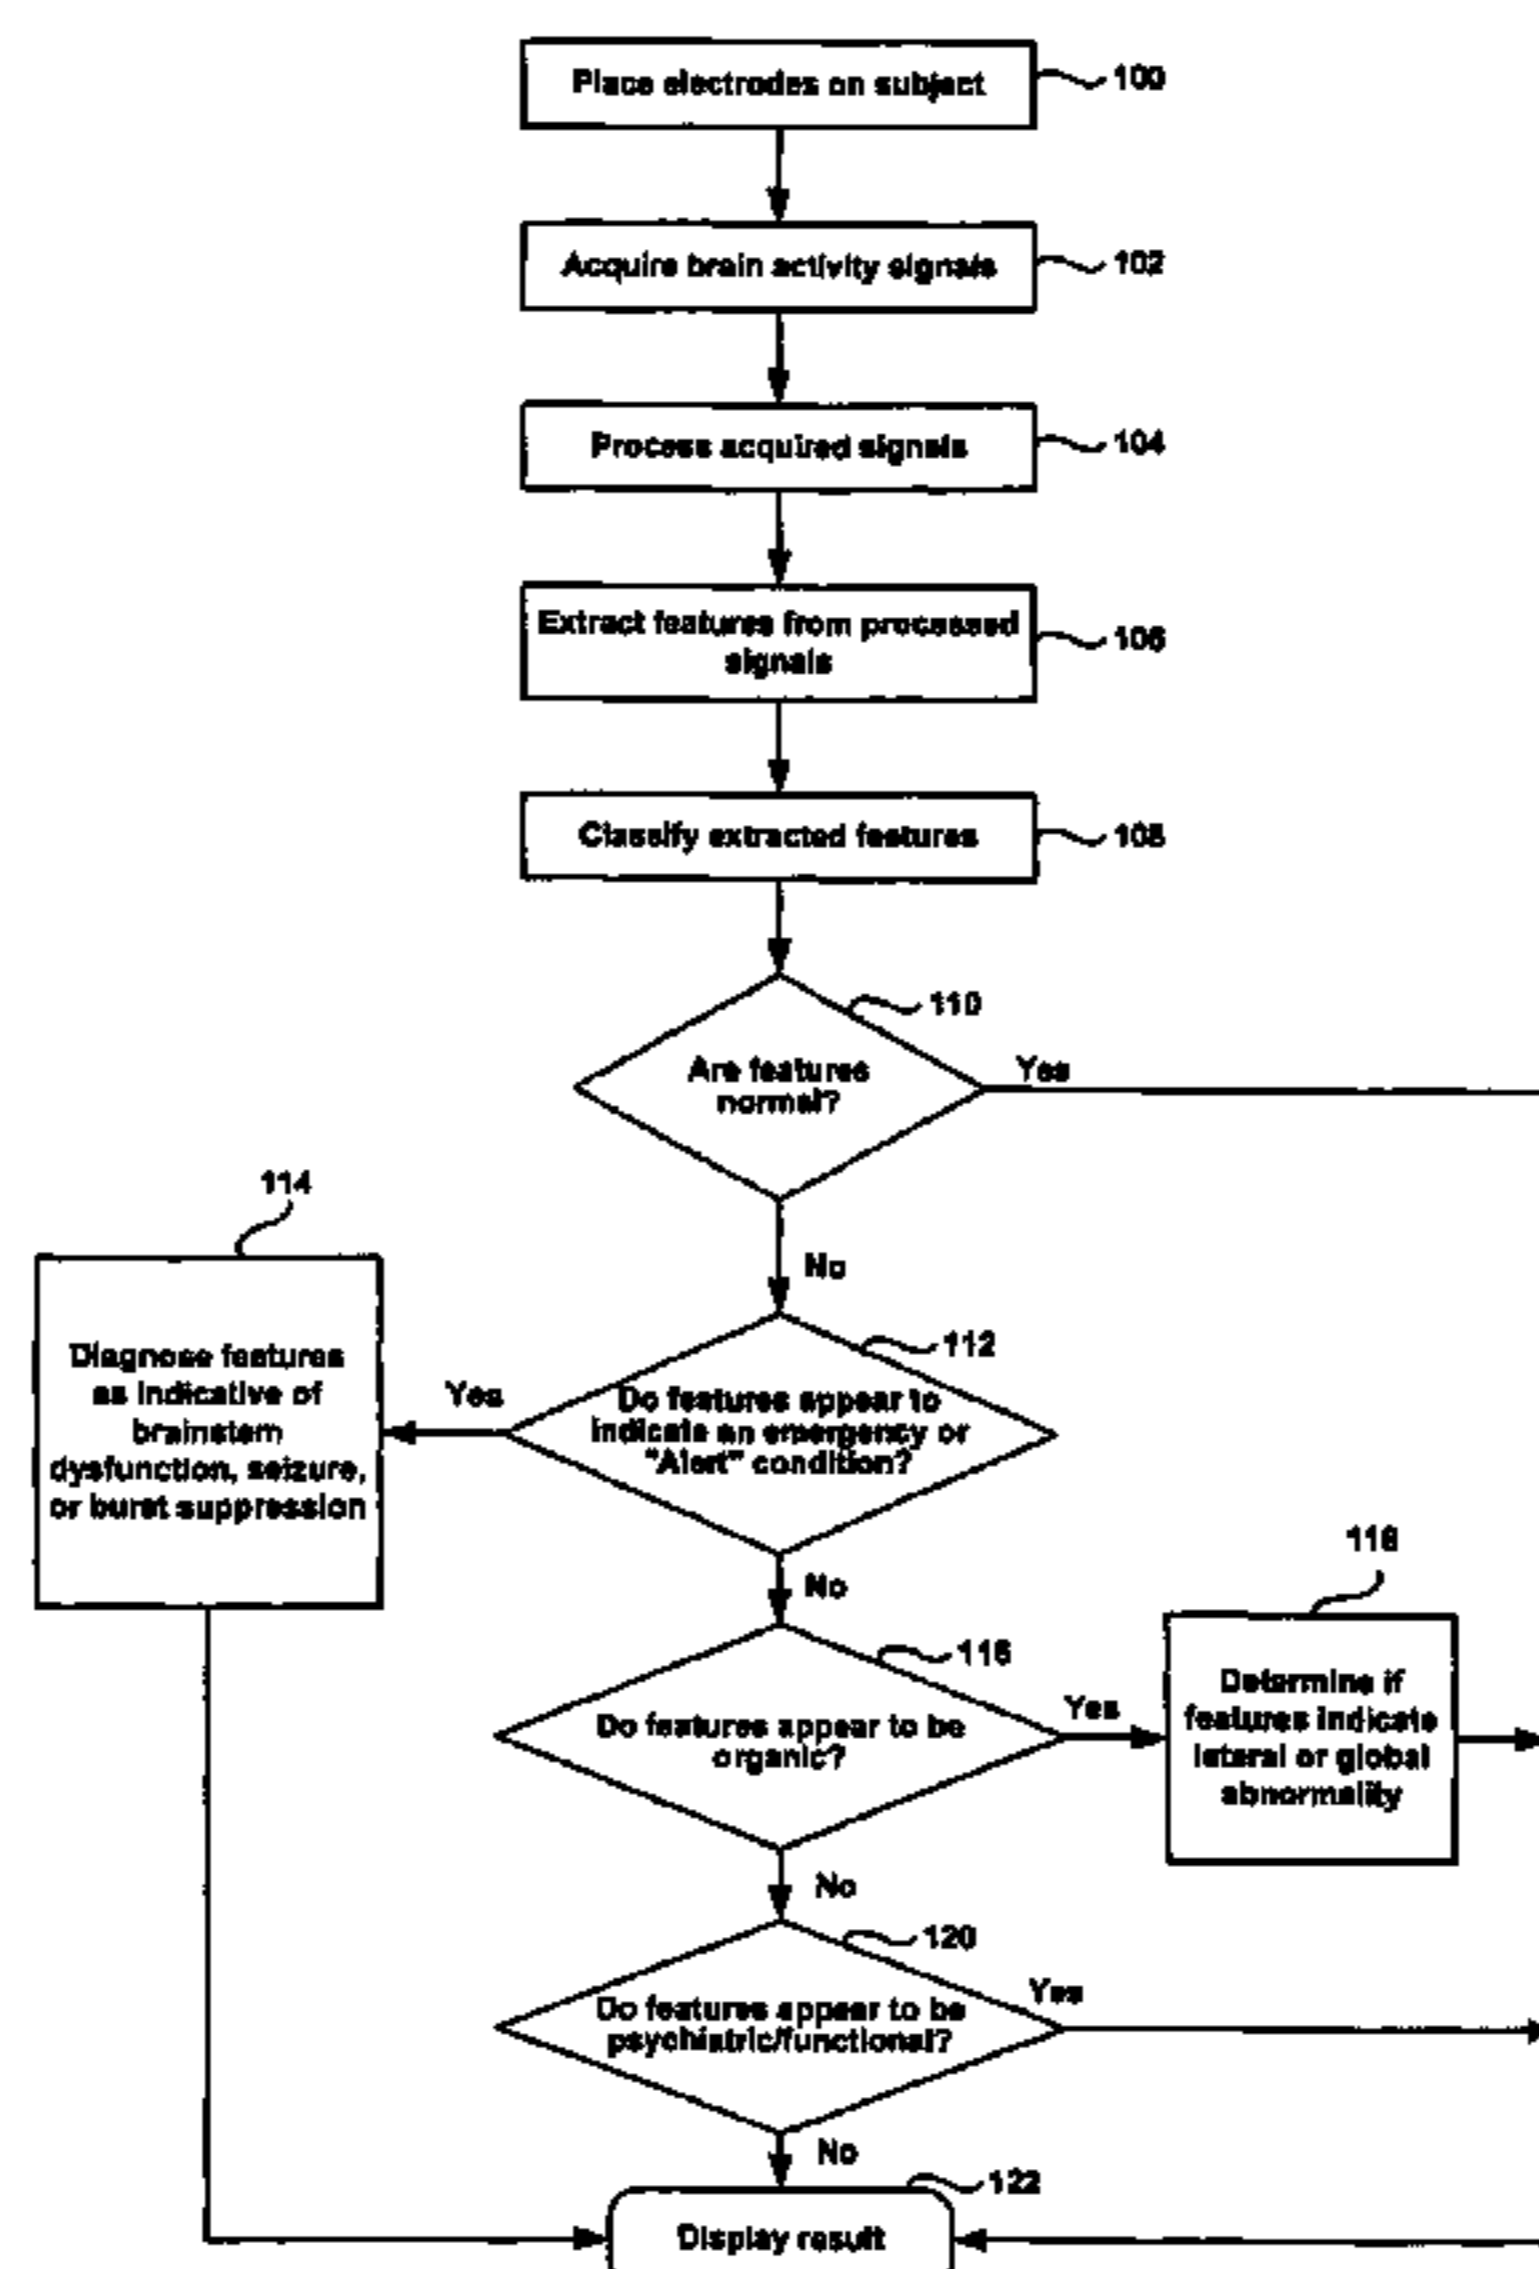 Place electrodes on subject
100
Acquire brain activity signals
102
Process acquired signals
104
Extract features from processed
signals
106
Classify extracted features
108
110
Are features
normal?
Yes
No
114
Diagnose features
as indicative of
brainstem
dysfunction, seizure,
or burst suppression
Yes
112
Do features appear to
indicate an emergency or
"Alert" condition?
No
116
Do features appear to be
organic?
Yes
118
Determine if
features indicate
lateral or global
abnormality
No
120
Do features appear to be
psychiatric/functional?
Yes
No
122
Display result